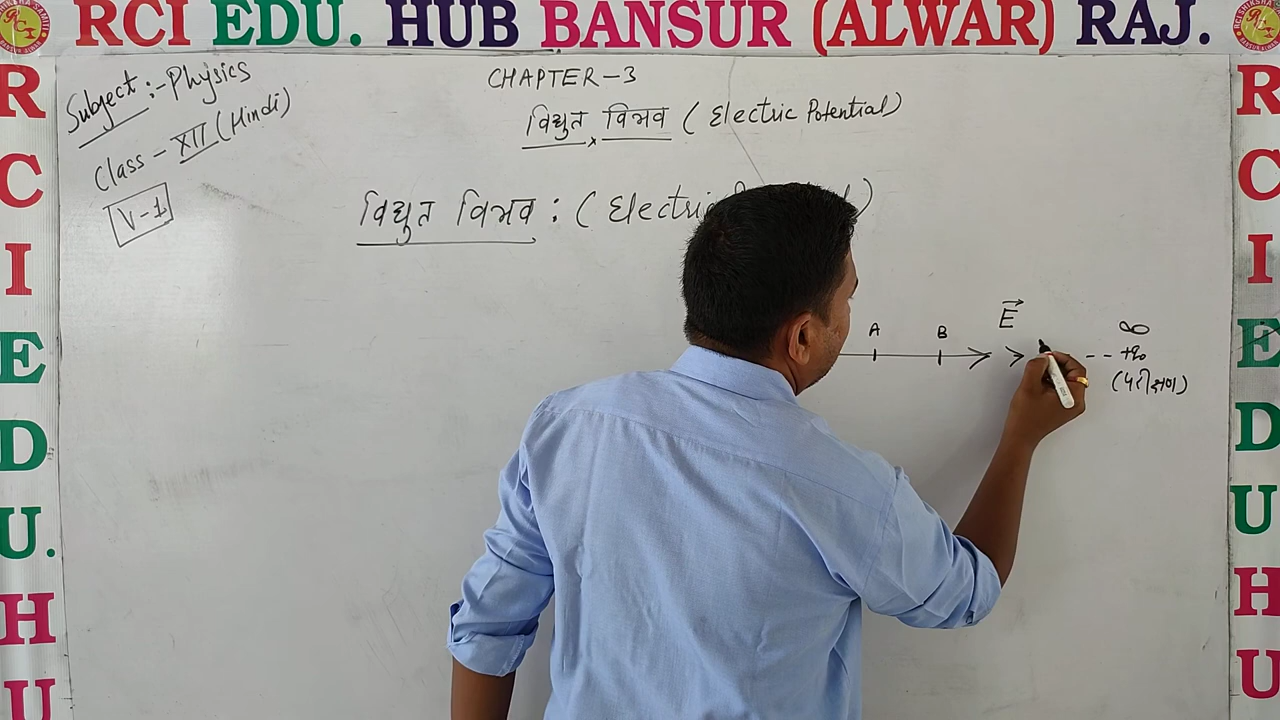 RCI EDU. HUB BANSUR (ALWAR) RAJ.
R
C
I
E
D
U.
H
U
Subject :- Physics
Class - XII (Hindi)
V-1
CHAPTER-3
विद्युत विभव ( Electric Potential)
विद्युत विभव : ( Electric
A B E ∞
+q₀
(परीक्षण)
R
C
I
E
D
U
H
U